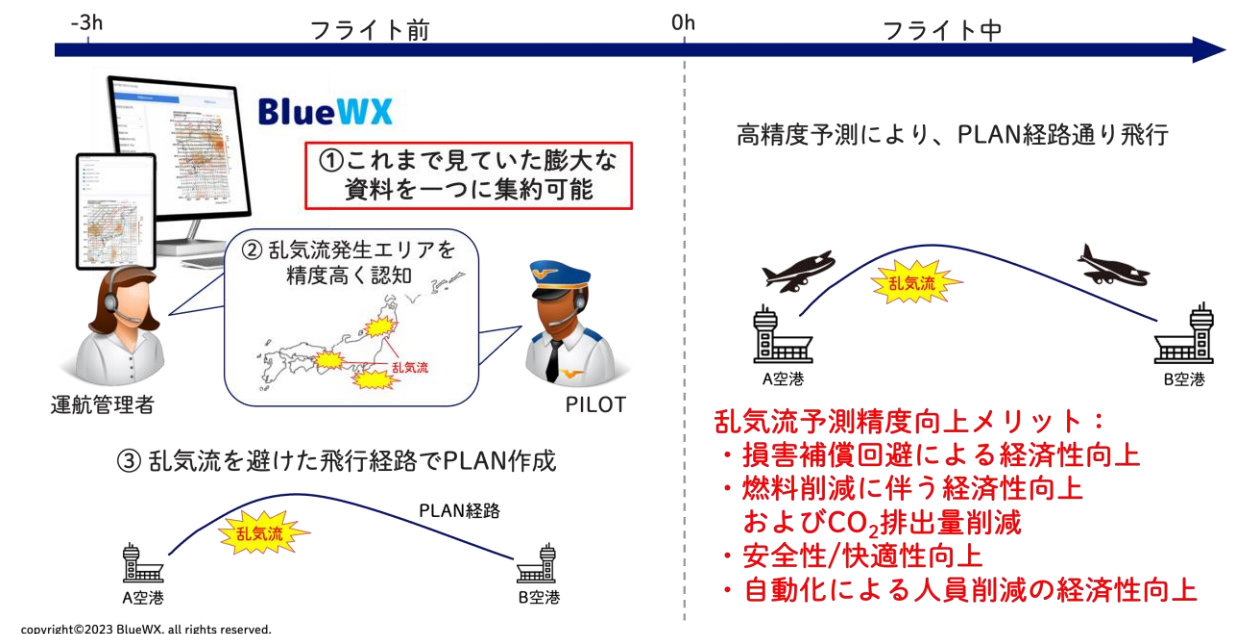 -3h
フライト前
0h
フライト中
BlueWX
①これまで見ていた膨大な
資料を一つに集約可能
② 乱気流発生エリアを
精度高く認知
乱気流
運航管理者
PILOT
③ 乱気流を避けた飛行経路でPLAN作成
PLAN経路
乱気流
A空港
B空港
高精度予測により、PLAN経路通り飛行
乱気流
A空港
B空港
乱気流予測精度向上メリット：
・損害補償回避による経済性向上
・燃料削減に伴う経済性向上
およびCO₂排出量削減
・安全性/快適性向上
・自動化による人員削減の経済性向上
copyright©2023 BlueWX. all rights reserved.